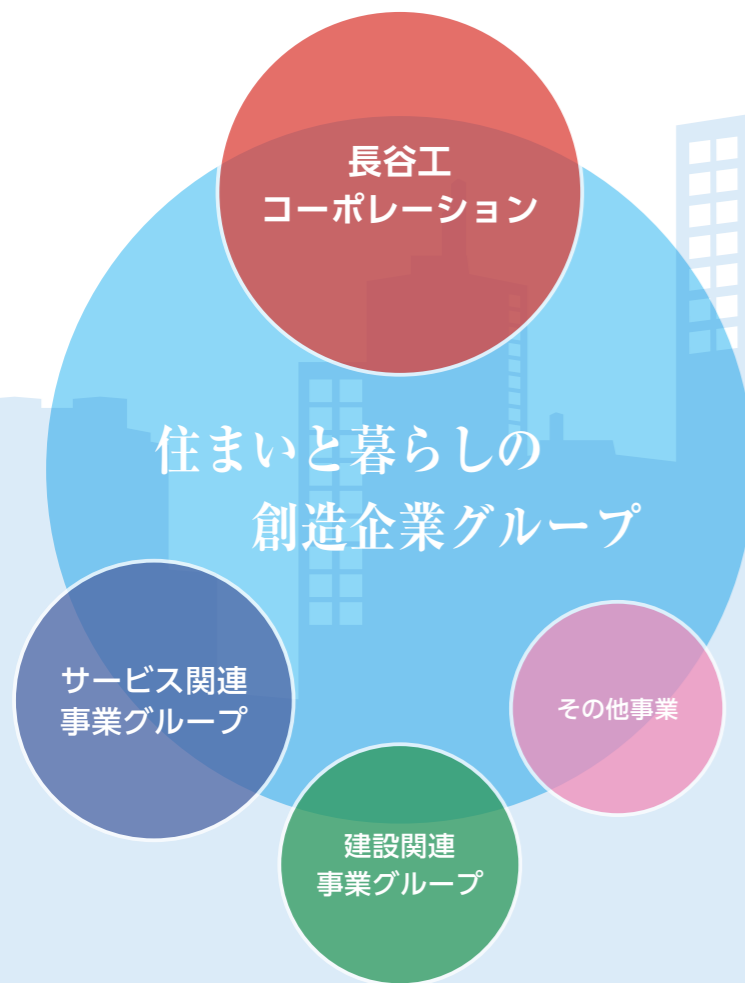 長谷工
コーポレーション
住まいと暮らしの
創造企業グループ
サービス関連
事業グループ
その他事業
建設関連
事業グループ